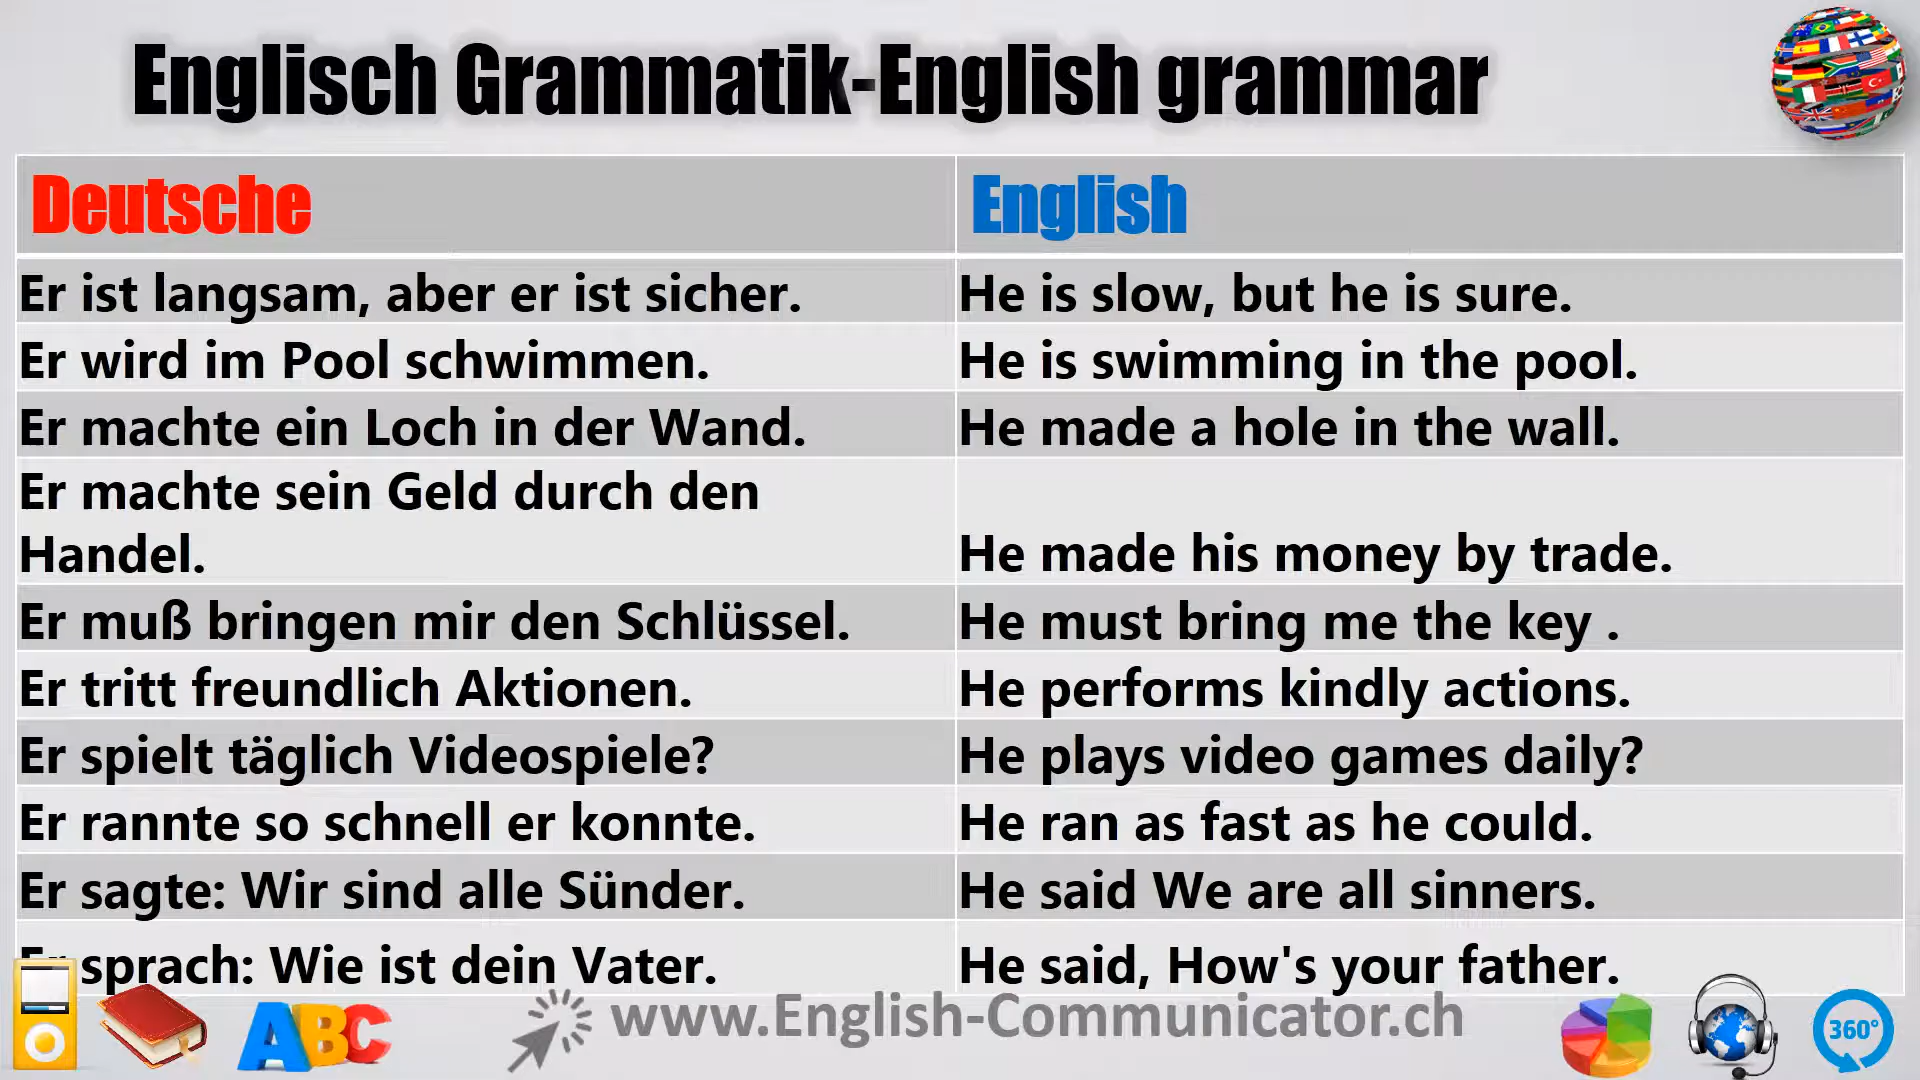 Englisch Grammatik-English grammar
Deutsche
English
Er ist langsam, aber er ist sicher.
He is slow, but he is sure.
Er wird im Pool schwimmen.
He is swimming in the pool.
Er machte ein Loch in der Wand.
He made a hole in the wall.
Er machte sein Geld durch den
Handel.
He made his money by trade.
Er muß bringen mir den Schlüssel.
He must bring me the key .
Er tritt freundlich Aktionen.
He performs kindly actions.
Er spielt täglich Videospiele?
He plays video games daily?
Er rannte so schnell er konnte.
He ran as fast as he could.
Er sagte: Wir sind alle Sünder.
He said We are all sinners.
Er sprach: Wie ist dein Vater.
He said, How's your father.
ABC
www.English-Communicator.ch
360°